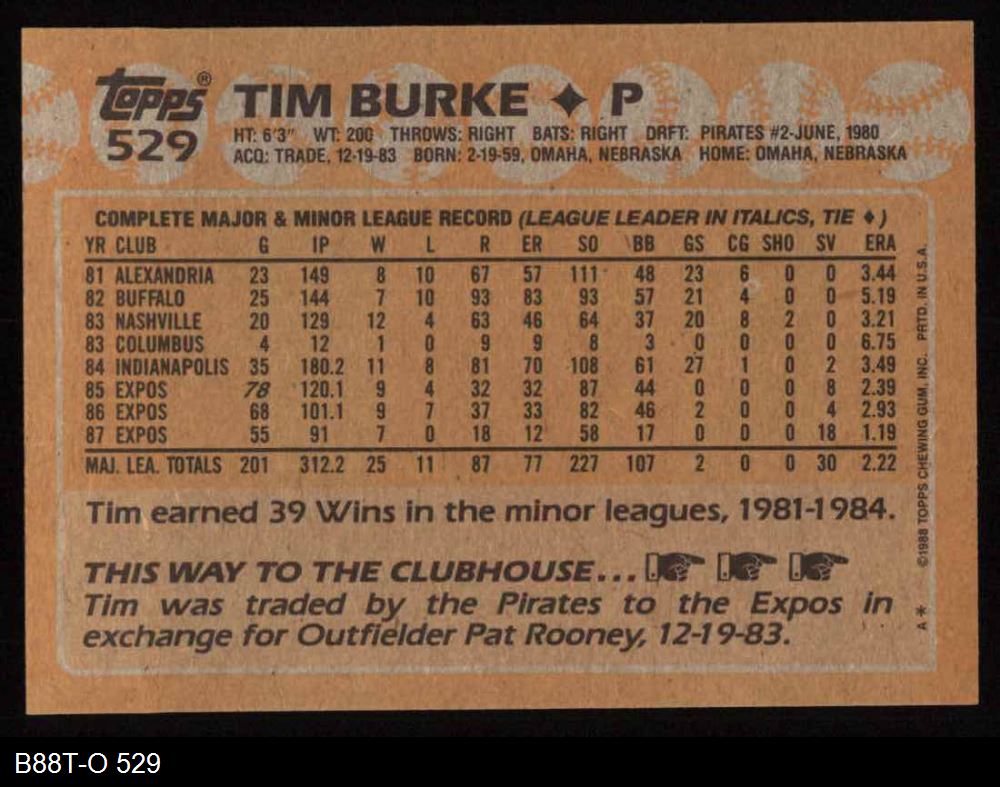 Topps®
529
TIM BURKE ✦ P
HT: 6'3" WT: 200 THROWS: RIGHT BATS: RIGHT DRFT: PIRATES #2-JUNE, 1980
ACQ: TRADE, 12-19-83 BORN: 2-19-59, OMAHA, NEBRASKA HOME: OMAHA, NEBRASKA
COMPLETE MAJOR & MINOR LEAGUE RECORD (LEAGUE LEADER IN ITALICS, TIE ♦)
YR CLUB G IP W L R ER SO BB GS CG SHO SV ERA
81 ALEXANDRIA 23 149 8 10 67 57 111 48 23 6 0 0 3.44
82 BUFFALO 25 144 7 10 93 83 93 57 21 4 0 0 5.19
83 NASHVILLE 20 129 12 4 63 46 64 37 20 8 2 0 3.21
83 COLUMBUS 4 12 1 0 9 9 8 3 0 0 0 0 6.75
84 INDIANAPOLIS 35 180.2 11 8 81 70 108 61 27 1 0 2 3.49
85 EXPOS 78 120.1 9 4 32 32 87 44 0 0 0 8 2.39
86 EXPOS 68 101.1 9 7 37 33 82 46 2 0 0 4 2.93
87 EXPOS 55 91 7 0 18 12 58 17 0 0 0 18 1.19
MAJ. LEA. TOTALS 201 312.2 25 11 87 77 227 107 2 0 0 30 2.22
Tim earned 39 Wins in the minor leagues, 1981-1984.
THIS WAY TO THE CLUBHOUSE...
Tim was traded by the Pirates to the Expos in
exchange for Outfielder Pat Rooney, 12-19-83.
A * ©1988 TOPPS CHEWING GUM, INC. PRTD. IN U.S.A.
B88T-O 529